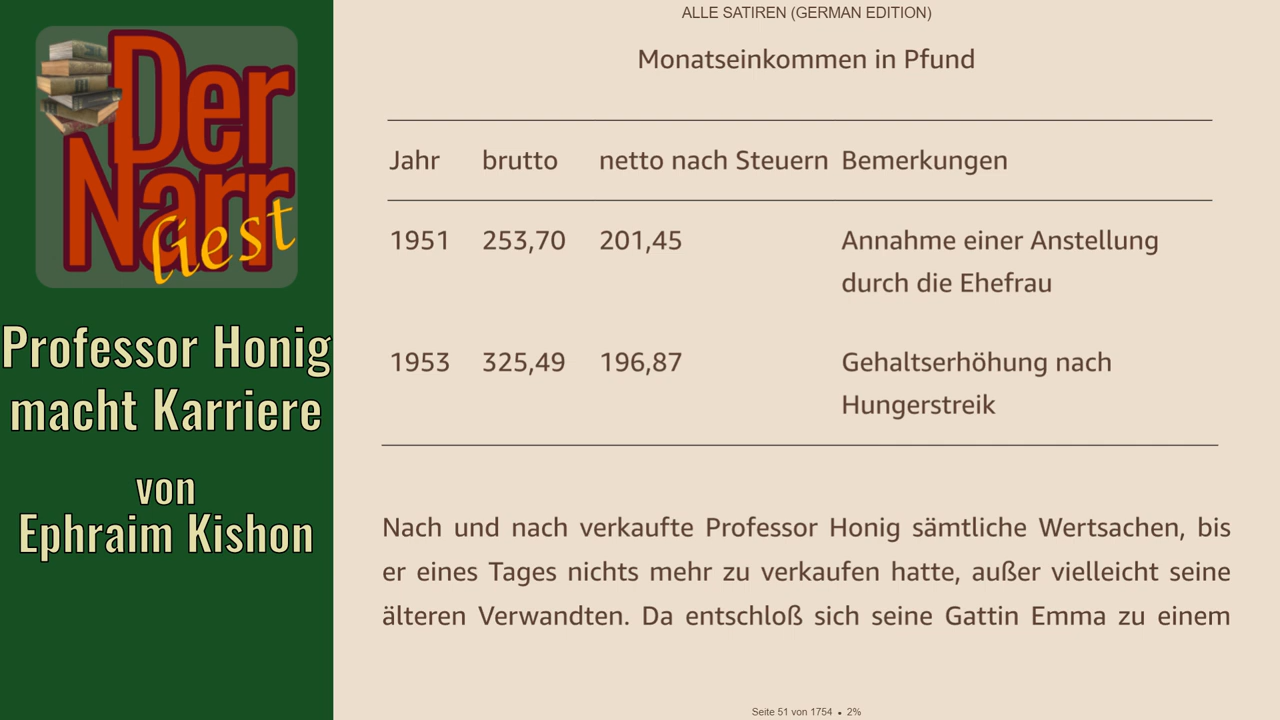 Der
Narr
liest
Professor Honig
macht Karriere
von
Ephraim Kishon
ALLE SATIREN (GERMAN EDITION)
Monatseinkommen in Pfund
Jahr brutto netto nach Steuern Bemerkungen
1951 253,70 201,45 Annahme einer Anstellung
durch die Ehefrau
1953 325,49 196,87 Gehaltserhöhung nach
Hungerstreik
Nach und nach verkaufte Professor Honig sämtliche Wertsachen, bis
er eines Tages nichts mehr zu verkaufen hatte, außer vielleicht seine
älteren Verwandten. Da entschloß sich seine Gattin Emma zu einem
Seite 51 von 1754 • 2%